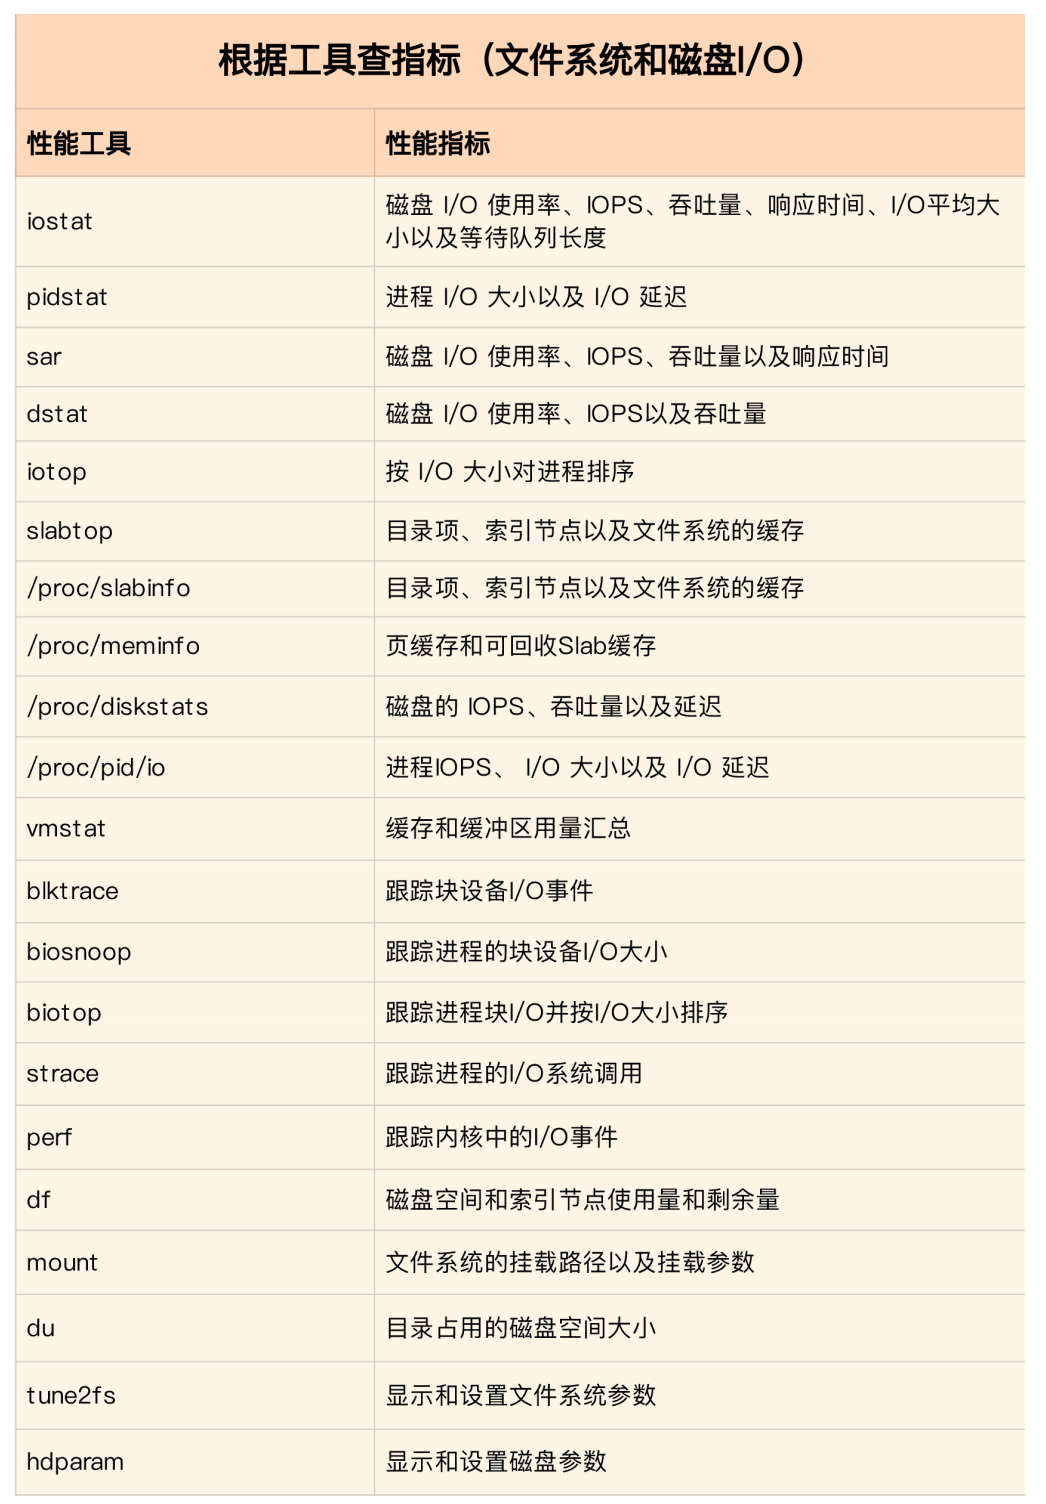 根据工具查指标（文件系统和磁盘I/O）
性能工具
性能指标
iostat
磁盘 I/O 使用率、IOPS、吞吐量、响应时间、I/O平均大
小以及等待队列长度
pidstat
进程 I/O 大小以及 I/O 延迟
sar
磁盘 I/O 使用率、IOPS、吞吐量以及响应时间
dstat
磁盘 I/O 使用率、IOPS以及吞吐量
iotop
按 I/O 大小对进程排序
slabtop
目录项、索引节点以及文件系统的缓存
/proc/slabinfo
目录项、索引节点以及文件系统的缓存
/proc/meminfo
页缓存和可回收Slab缓存
/proc/diskstats
磁盘的 IOPS、吞吐量以及延迟
/proc/pid/io
进程IOPS、 I/O 大小以及 I/O 延迟
vmstat
缓存和缓冲区用量汇总
blktrace
跟踪块设备I/O事件
biosnoop
跟踪进程的块设备I/O大小
biotop
跟踪进程块I/O并按I/O大小排序
strace
跟踪进程的I/O系统调用
perf
跟踪内核中的I/O事件
df
磁盘空间和索引节点使用量和剩余量
mount
文件系统的挂载路径以及挂载参数
du
目录占用的磁盘空间大小
tune2fs
显示和设置文件系统参数
hdparam
显示和设置磁盘参数